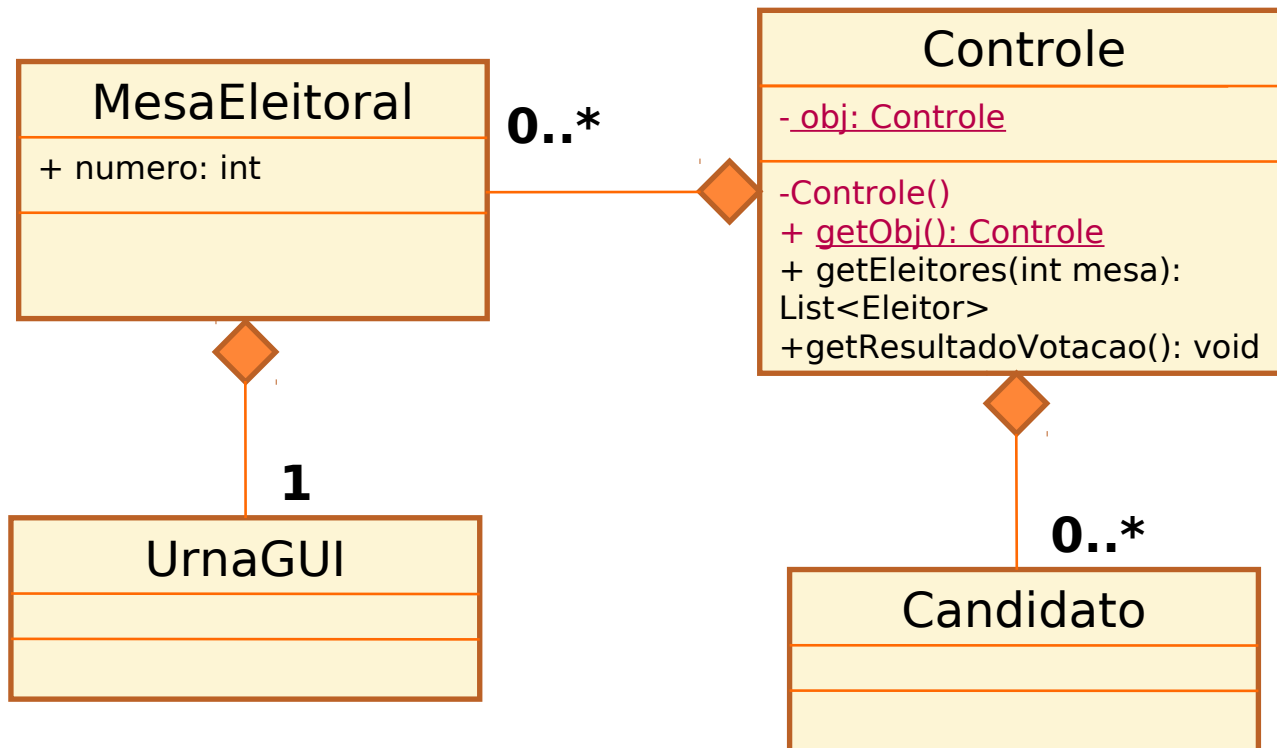 MesaEleitoral
+ numero: int
0..*
Controle
- obj: Controle
-Controle()
+ getObj(): Controle
+ getEleitores(int mesa):
List<Eleitor>
+getResultadoVotacao(): void
1
UrnaGUI
0..*
Candidato